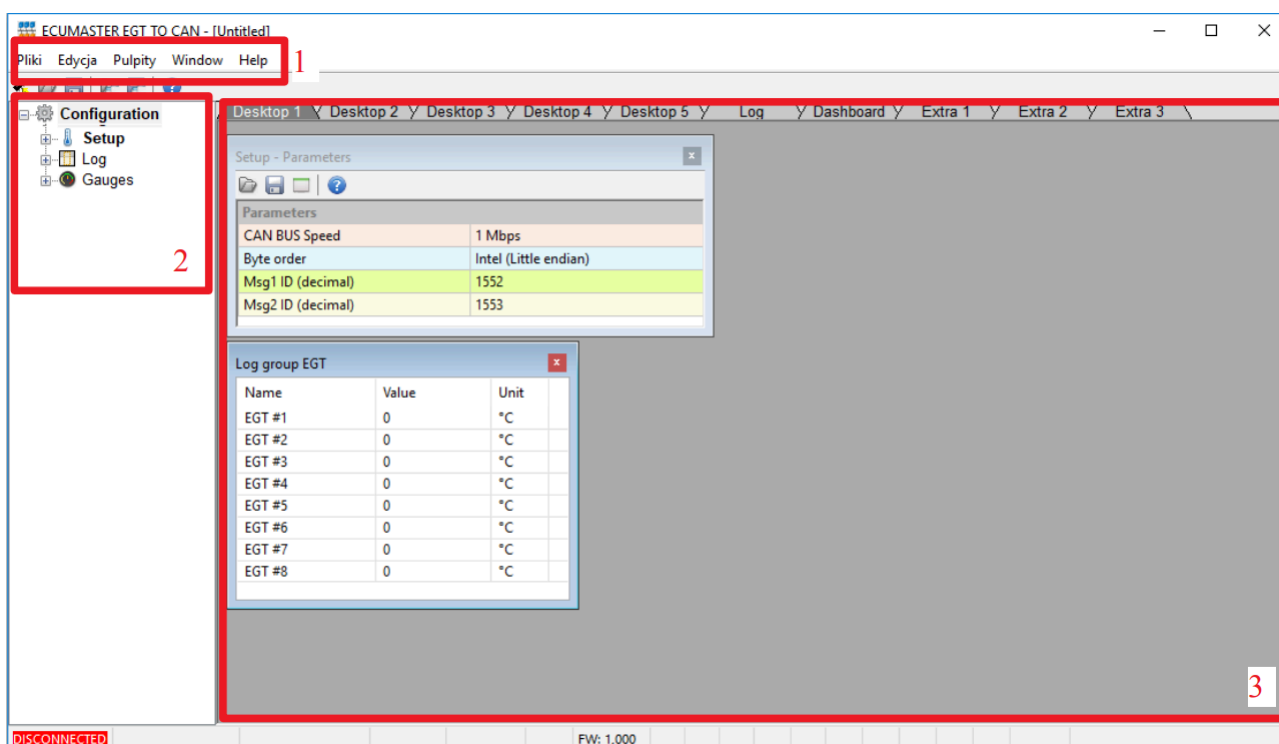 ECUMASTER EGT TO CAN - [Untitled]
Pliki Edycja Pulpity Window Help 1
Configuration
Setup
Log
Gauges
2
Desktop 1 Desktop 2 Desktop 3 Desktop 4 Desktop 5 Log Dashboard Extra 1 Extra 2 Extra 3
Setup - Parameters
Parameters
CAN BUS Speed 1 Mbps
Byte order Intel (Little endian)
Msg1 ID (decimal) 1552
Msg2 ID (decimal) 1553
Log group EGT
Name Value Unit
EGT #1 0 °C
EGT #2 0 °C
EGT #3 0 °C
EGT #4 0 °C
EGT #5 0 °C
EGT #6 0 °C
EGT #7 0 °C
EGT #8 0 °C
3
DISCONNECTED FW: 1.000